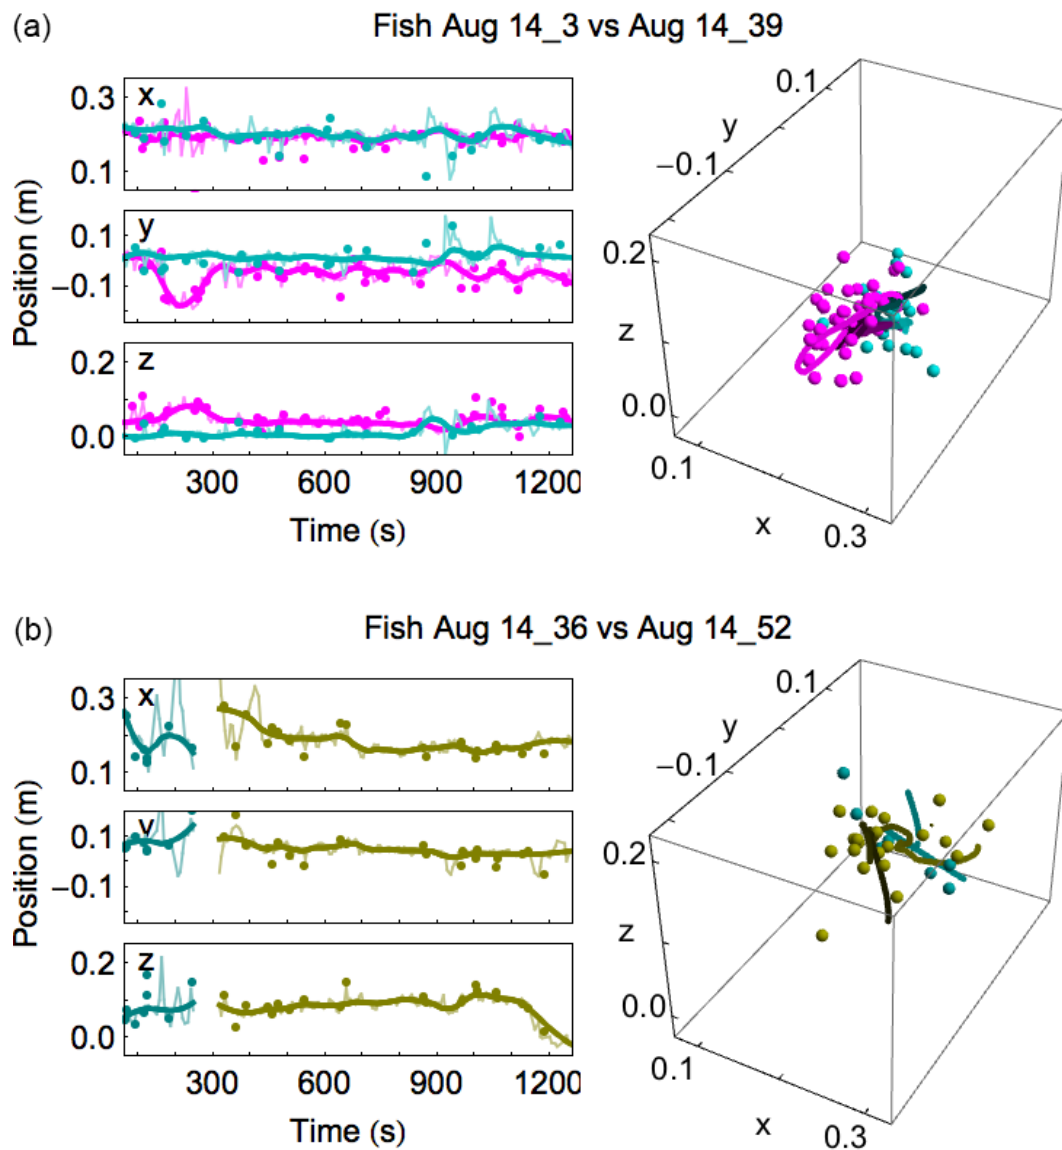 (a)
Fish Aug 14_3 vs Aug 14_39
x
0.3
0.1
y
0.1
−0.1
z
0.2
0.0
Position (m)
300 600 900 1200
Time (s)
0.1
y
−0.1
0.2
z
0.0
0.1
x
0.3
(b)
Fish Aug 14_36 vs Aug 14_52
x
0.3
0.1
y
0.1
−0.1
z
0.2
0.0
Position (m)
300 600 900 1200
Time (s)
0.1
y
−0.1
0.2
z
0.0
0.1
x
0.3